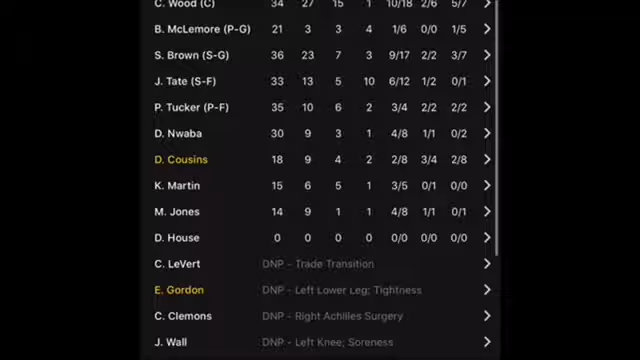 C. Wood (C) 34 27 15 1 10/18 2/6 5/7
B. McLemore (P-G) 21 3 3 4 1/6 0/0 1/5
S. Brown (S-G) 36 23 7 3 9/17 2/2 3/7
J. Tate (S-F) 33 13 5 10 6/12 1/2 0/1
P. Tucker (P-F) 35 10 6 2 3/4 2/2 2/2
D. Nwaba 30 9 3 1 4/8 1/1 0/2
D. Cousins 18 9 4 2 2/8 3/4 2/8
K. Martin 15 6 5 1 3/5 0/1 0/0
M. Jones 14 9 1 1 4/8 1/1 0/1
D. House 0 0 0 0 0/0 0/0 0/0
C. LeVert DNP - Trade Transition
E. Gordon DNP - Left Lower Leg; Tightness
C. Clemons DNP - Right Achilles Surgery
J. Wall DNP - Left Knee; Soreness